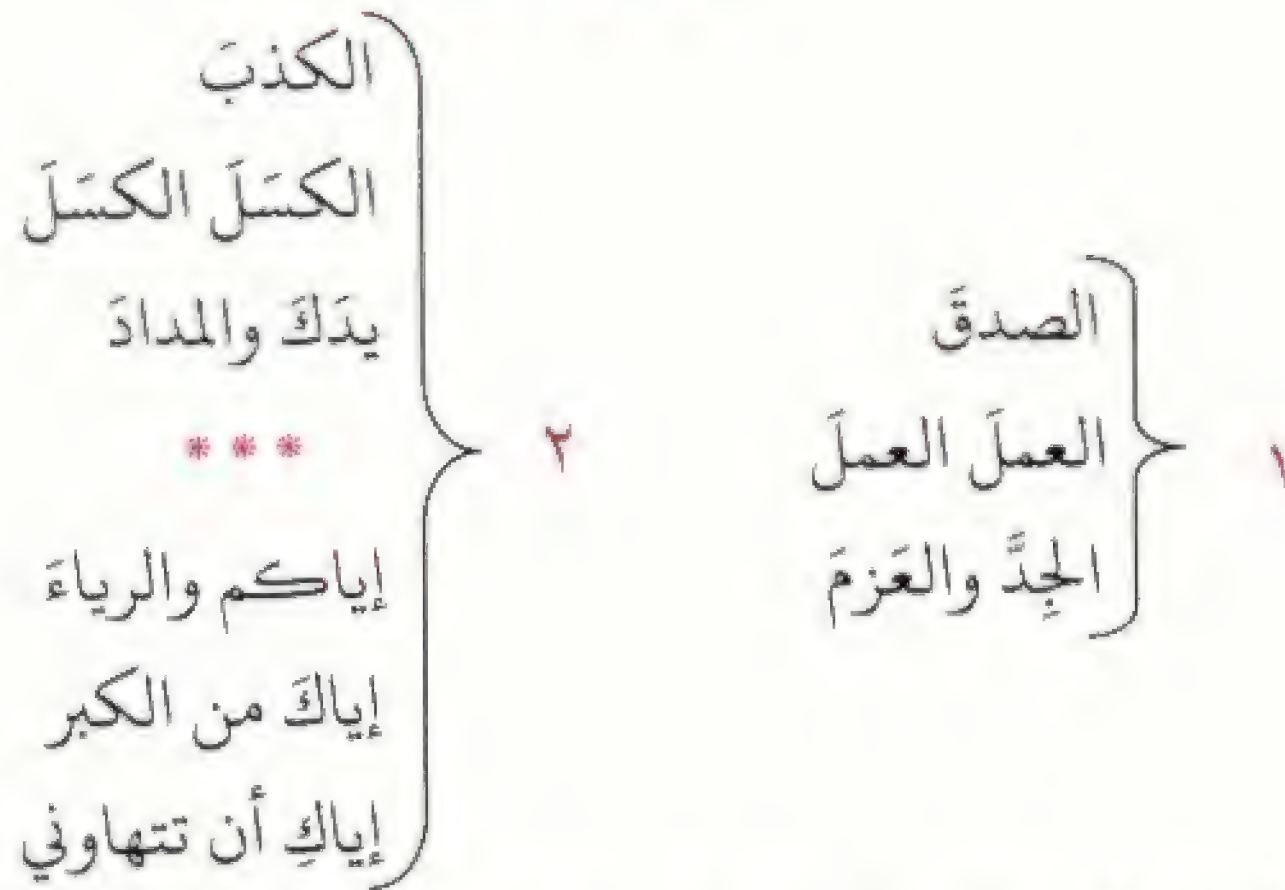 ١
الصدقَ
العملَ العملَ
الجِدَّ والعَزمَ
٢
الكذبَ
الكسَلَ الكسَلَ
يدَكَ والمدادَ
* * *
إياكم والرياءَ
إياكَ من الكبر
إياكِ أن تتهاوني